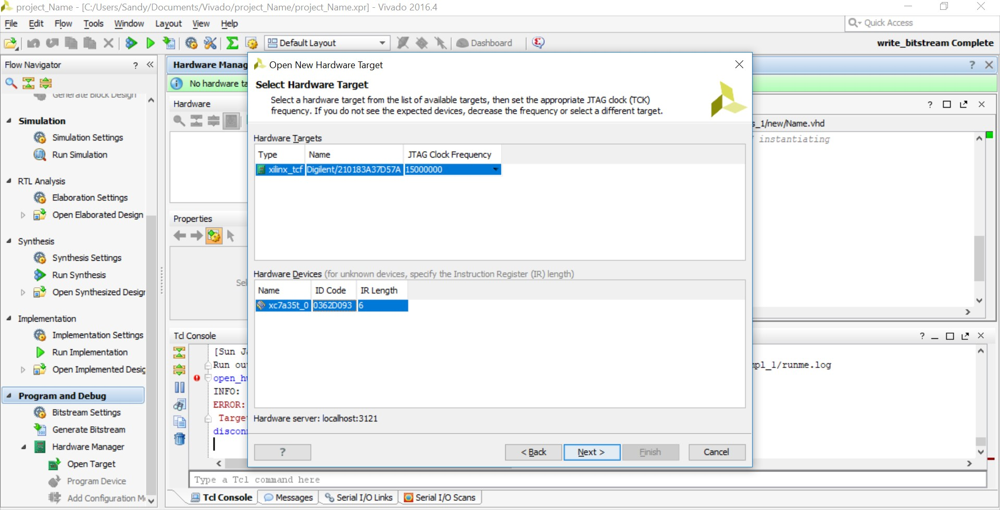 project_Name - [C:/Users/Sandy/Documents/Vivado/project_Name/project_Name.xpr] - Vivado 2016.4
File Edit Flow Tools Window Layout View Help
Quick Access
Default Layout
Dashboard
write_bitstream Complete
Flow Navigator
Generate Block Design
Simulation
Simulation Settings
Run Simulation
RTL Analysis
Elaboration Settings
Open Elaborated Design
Synthesis
Synthesis Settings
Run Synthesis
Open Synthesized Design
Implementation
Implementation Settings
Run Implementation
Open Implemented Desig
Program and Debug
Bitstream Settings
Generate Bitstream
Hardware Manager
Open Target
Program Device
Add Configuration M
Hardware Manag
No hardware ta
Hardware
Properties
Sel
Open New Hardware Target
Select Hardware Target
Select a hardware target from the list of available targets, then set the appropriate JTAG clock (TCK)
frequency. If you do not see the expected devices, decrease the frequency or select a different target.
Hardware Targets
Type Name JTAG Clock Frequency
xilinx_tcf Digilent/210183A37D57A 15000000
Hardware Devices (for unknown devices, specify the Instruction Register (IR) length)
Name ID Code IR Length
xc7a35t_0 0362D093 6
Hardware server: localhost:3121
?
< Back
Next >
Finish
Cancel
s_1/new/Name.vhd
instantiating
Tcl Console
[Sun Ja
Run ou
mpl_1/runme.log
open_h
INFO:
ERROR:
Targe
discon
Type a Tcl command here
Tcl Console Messages Serial I/O Links Serial I/O Scans